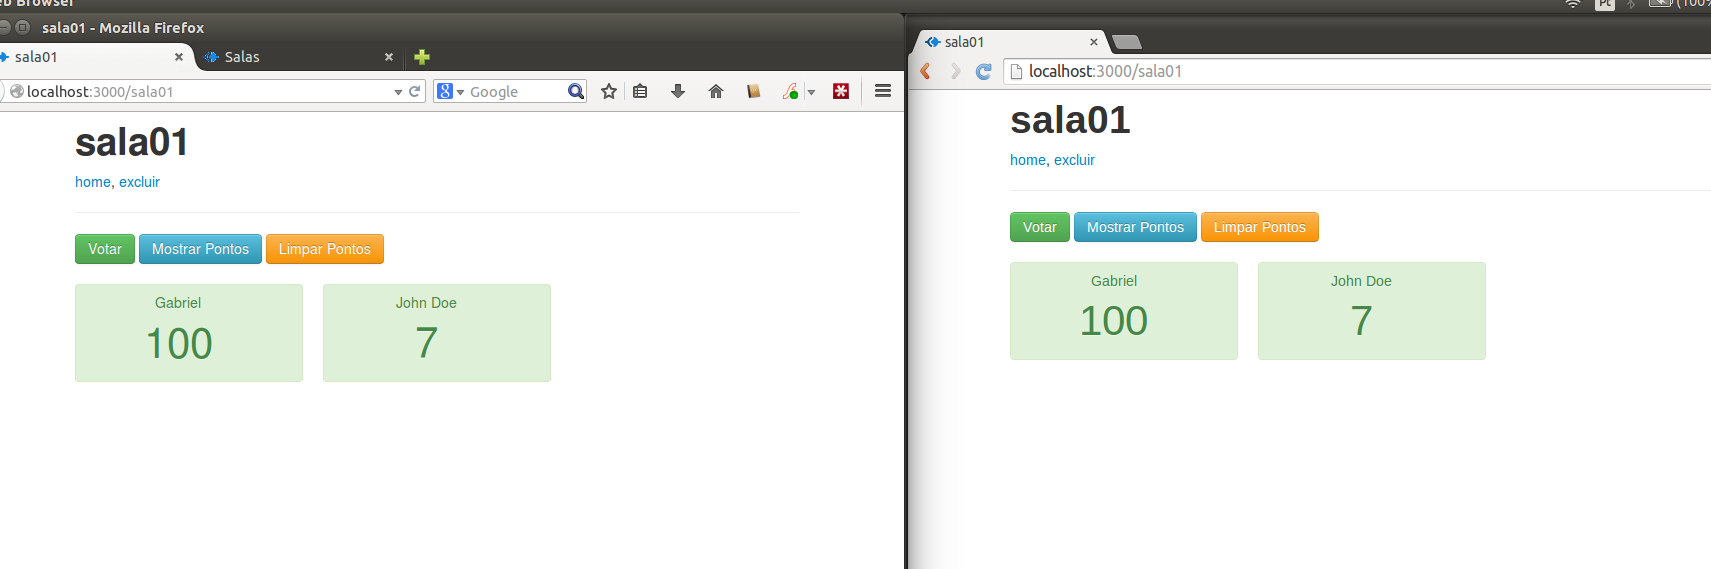 eb Browser
Pt (100%
sala01 - Mozilla Firefox
sala01 Salas
localhost:3000/sala01 Google
sala01
home, excluir
Votar Mostrar Pontos Limpar Pontos
Gabriel John Doe
100 7
sala01
localhost:3000/sala01
sala01
home, excluir
Votar Mostrar Pontos Limpar Pontos
Gabriel John Doe
100 7